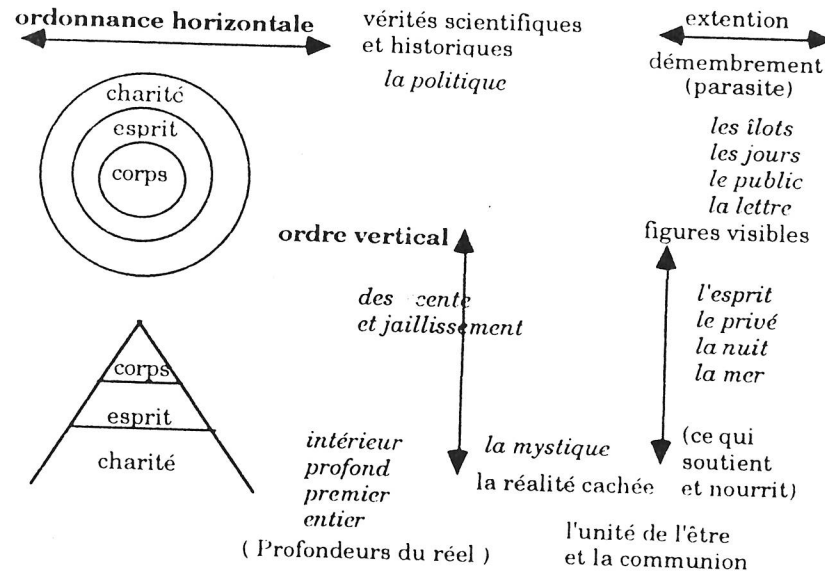 ordonnance horizontale
vérités scientifiques
et historiques
la politique
extention
démembrement
(parasite)
charité
esprit
corps
les îlots
les jours
le public
la lettre
figures visibles
ordre vertical
des cente
et jaillissement
l'esprit
le privé
la nuit
la mer
corps
esprit
charité
intérieur
profond
premier
entier
( Profondeurs du réel )
la mystique
la réalité cachée
(ce qui
soutient
et nourrit)
l'unité de l'être
et la communion